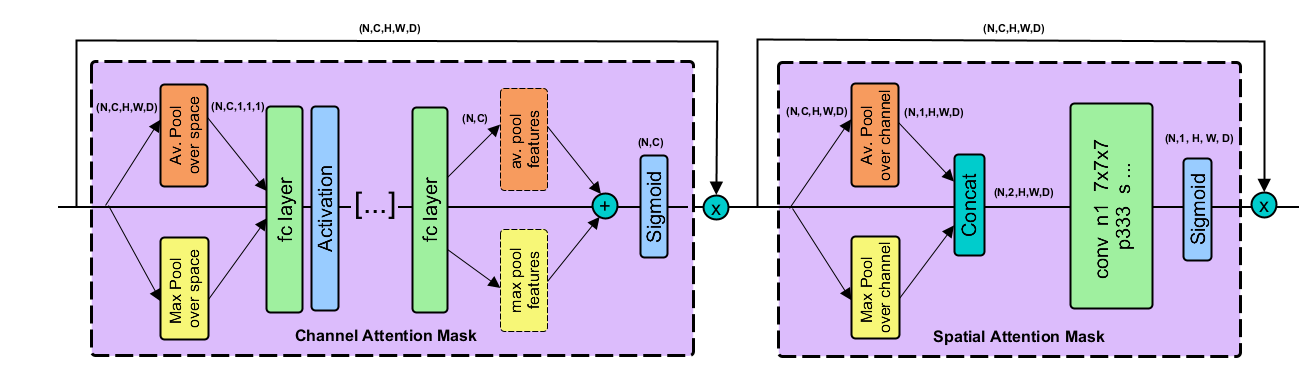 (N,C,H,W,D)
(N,C,H,W,D)
(N,C,H,W,D)
(N,C,1,1,1)
Av. Pool
over space
Max Pool
over space
fc layer
Activation
[...]
fc layer
(N,C)
av. pool
features
max pool
features
+
(N,C)
Sigmoid
x
Channel Attention Mask
(N,C,H,W,D)
(N,1,H,W,D)
Av. Pool
over channel
Max Pool
over channel
Concat
(N,2,H,W,D)
conv n1 7x7x7
p333 s ...
(N,1, H, W, D)
Sigmoid
x
Spatial Attention Mask